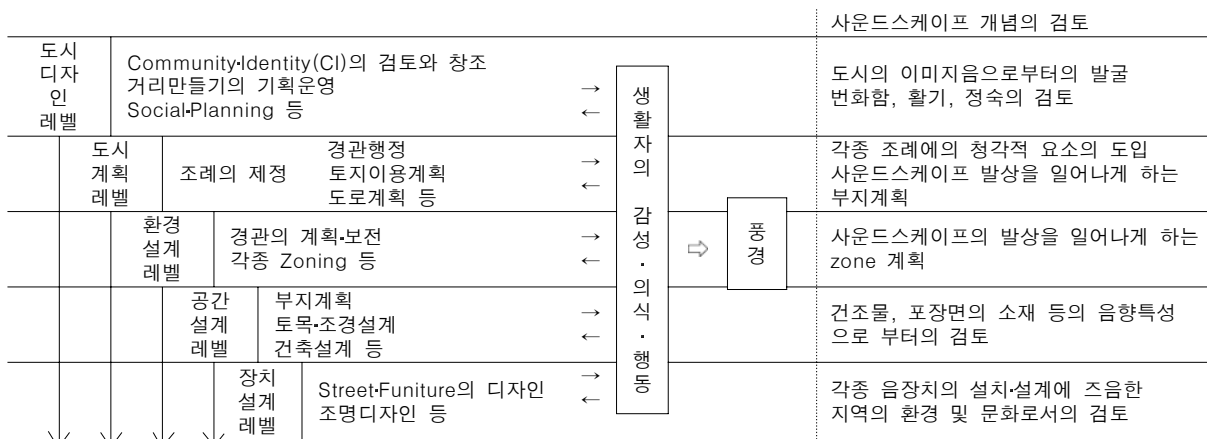 사운드스케이프 개념의 검토
도시
디자
인
레벨
Community·Identity(CI)의 검토와 창조
거리만들기의 기획운영
Social·Planning 등
→
←
도시의 이미지음으로부터의 발굴
번화함, 활기, 정숙의 검토
도시
계획
레벨
조례의 제정
경관행정
토지이용계획
도로계획 등
→
←
각종 조례에의 청각적 요소의 도입
사운드스케이프 발상을 일어나게 하는
부지계획
환경
설계
레벨
경관의 계획·보전
각종 Zoning 등
→
←
사운드스케이프의 발상을 일어나게 하는
zone 계획
공간
설계
레벨
부지계획
토목·조경설계
건축설계 등
→
←
건조물, 포장면의 소재 등의 음향특성
으로 부터의 검토
장치
설계
레벨
Street·Funiture의 디자인
조명디자인 등
→
←
각종 음장치의 설치·설계에 즈음한
지역의 환경 및 문화로서의 검토
생
활
자
의
감
성
·
의
식
·
행
동
⇨
풍
경